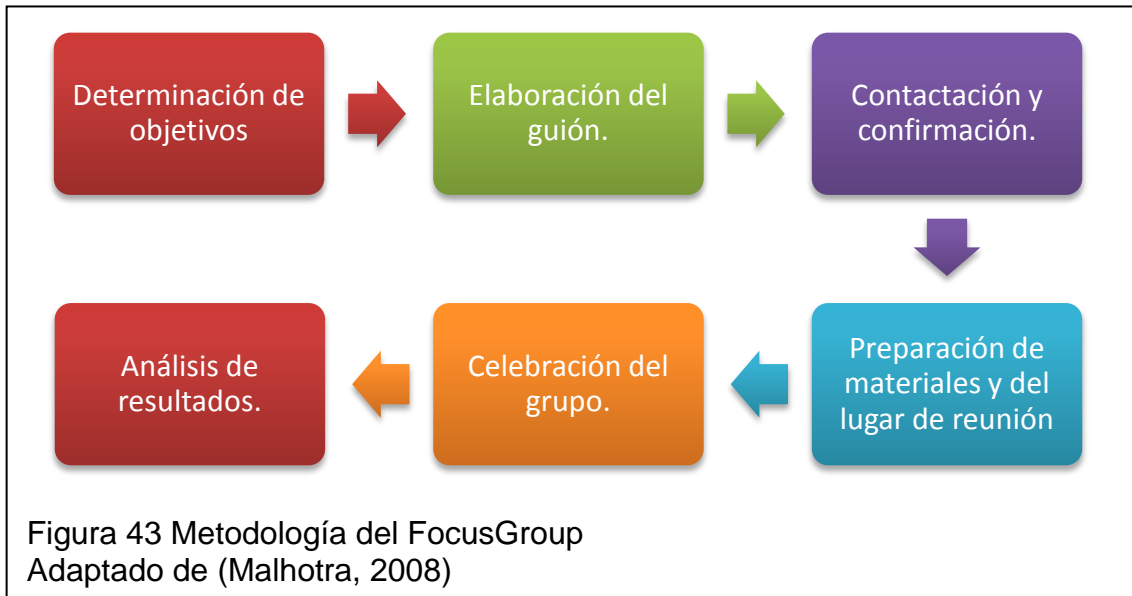 Determinación de
objetivos
Elaboración del
guión.
Contactación y
confirmación.
Preparación de
materiales y del
lugar de reunión
Celebración del
grupo.
Análisis de
resultados.
Figura 43 Metodología del FocusGroup
Adaptado de (Malhotra, 2008)